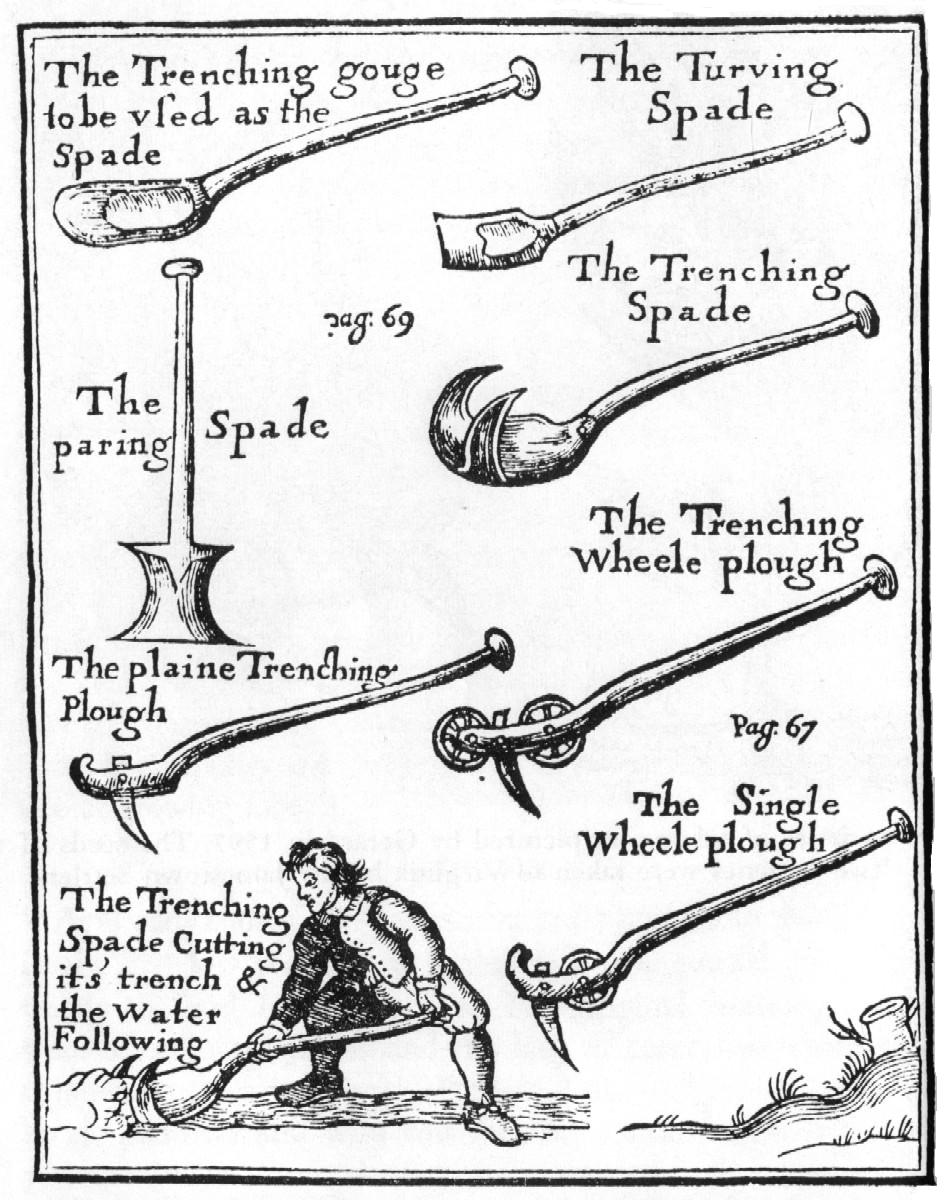 The Trenching gouge
to be vſed as the
Spade
The Turving
Spade
The Trenching
Spade
pag: 69
The
paring
Spade
The Trenching
Wheele plough
The plaine Trenching
Plough
Pag: 67
The Single
Wheele plough
The Trenching
Spade Cutting
it's trench &
the Water
Following